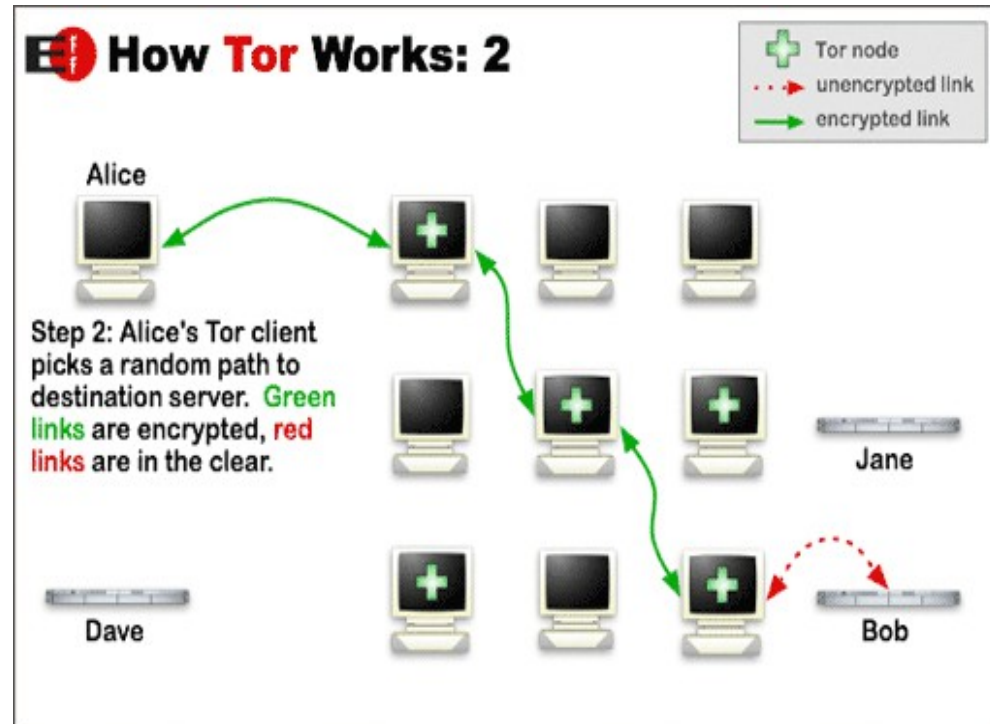 EFF How Tor Works: 2
Tor node
unencrypted link
encrypted link
Alice
Step 2: Alice's Tor client
picks a random path to
destination server. Green
links are encrypted, red
links are in the clear.
Jane
Dave
Bob